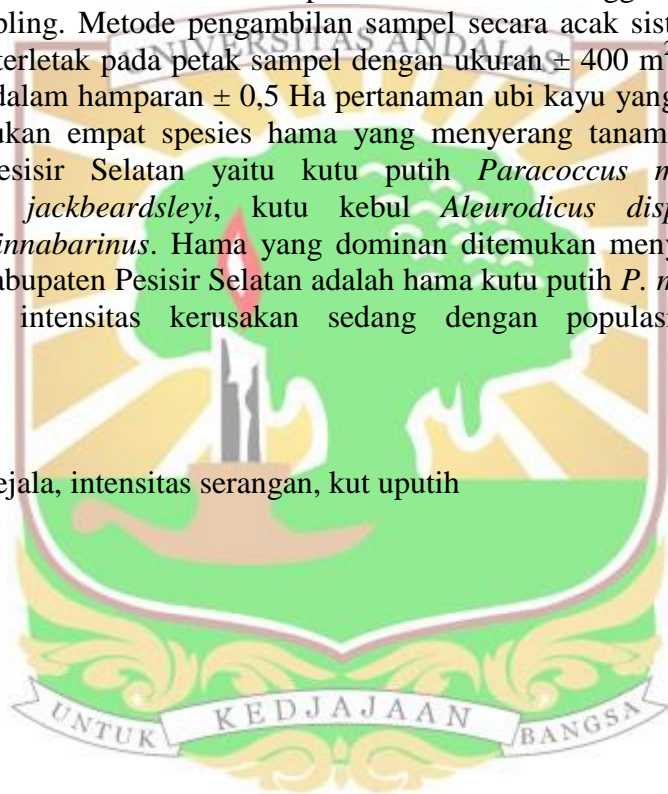 pling. Metode pengambilan sampel secara acak sist
UNIVERSITAS ANDALAS
terletak pada petak sampel dengan ukuran ± 400 m²
dalam hamparan ± 0,5 Ha pertanaman ubi kayu yang
ukan empat spesies hama yang menyerang tanam
esisir Selatan yaitu kutu putih Paracoccus m
jackbeardsleyi, kutu kebul Aleurodicus disp
innabarinus. Hama yang dominan ditemukan meny
abupaten Pesisir Selatan adalah hama kutu putih P. m
intensitas kerusakan sedang dengan populasi
ejala, intensitas serangan, kut uputih
UNTUK KEDJAJAAN BANGSA